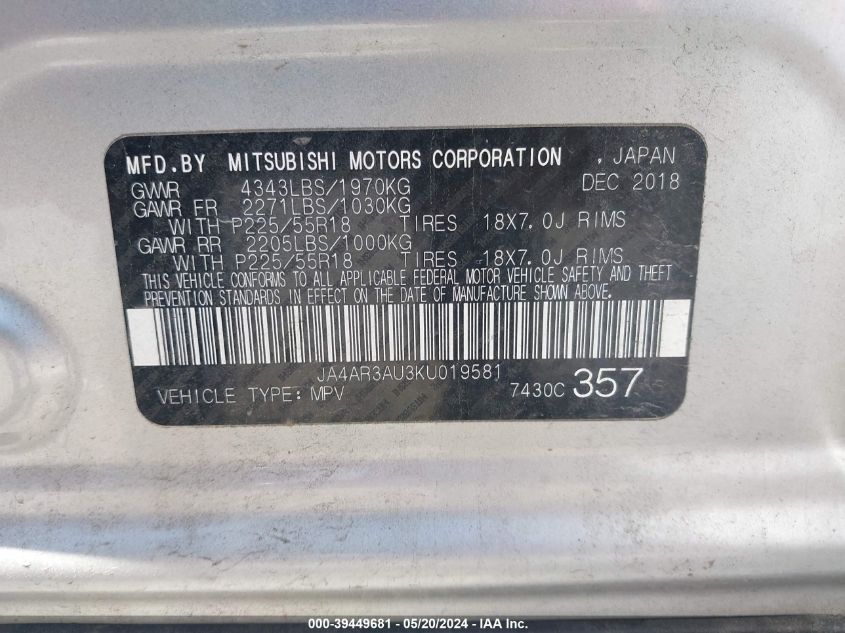 MFD.BY MITSUBISHI MOTORS CORPORATION , JAPAN
GVWR 4343LBS/1970KG DEC 2018
GAWR FR 2271LBS/1030KG
WITH P225/55R18 TIRES 18X7.0J RIMS
GAWR RR 2205LBS/1000KG
WITH P225/55R18 TIRES 18X7.0J RIMS
THIS VEHICLE CONFORMS TO ALL APPLICABLE FEDERAL MOTOR VEHICLE SAFETY AND THEFT
PREVENTION STANDARDS IN EFFECT ON THE DATE OF MANUFACTURE SHOWN ABOVE.
JA4AR3AU3KU019581
VEHICLE TYPE: MPV 7430C 357
000-39449681 - 05/20/2024 - IAA Inc.